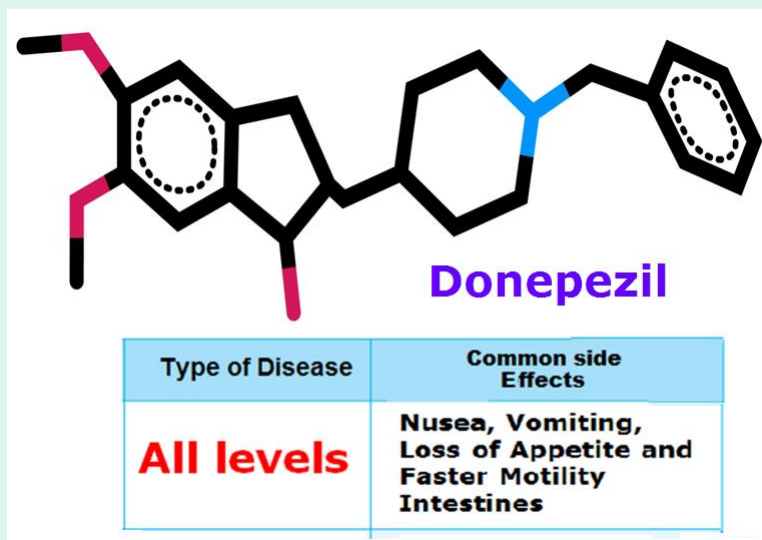 Donepezil
Type of Disease
Common side
Effects
All levels
Nusea, Vomiting,
Loss of Appetite and
Faster Motility
Intestines